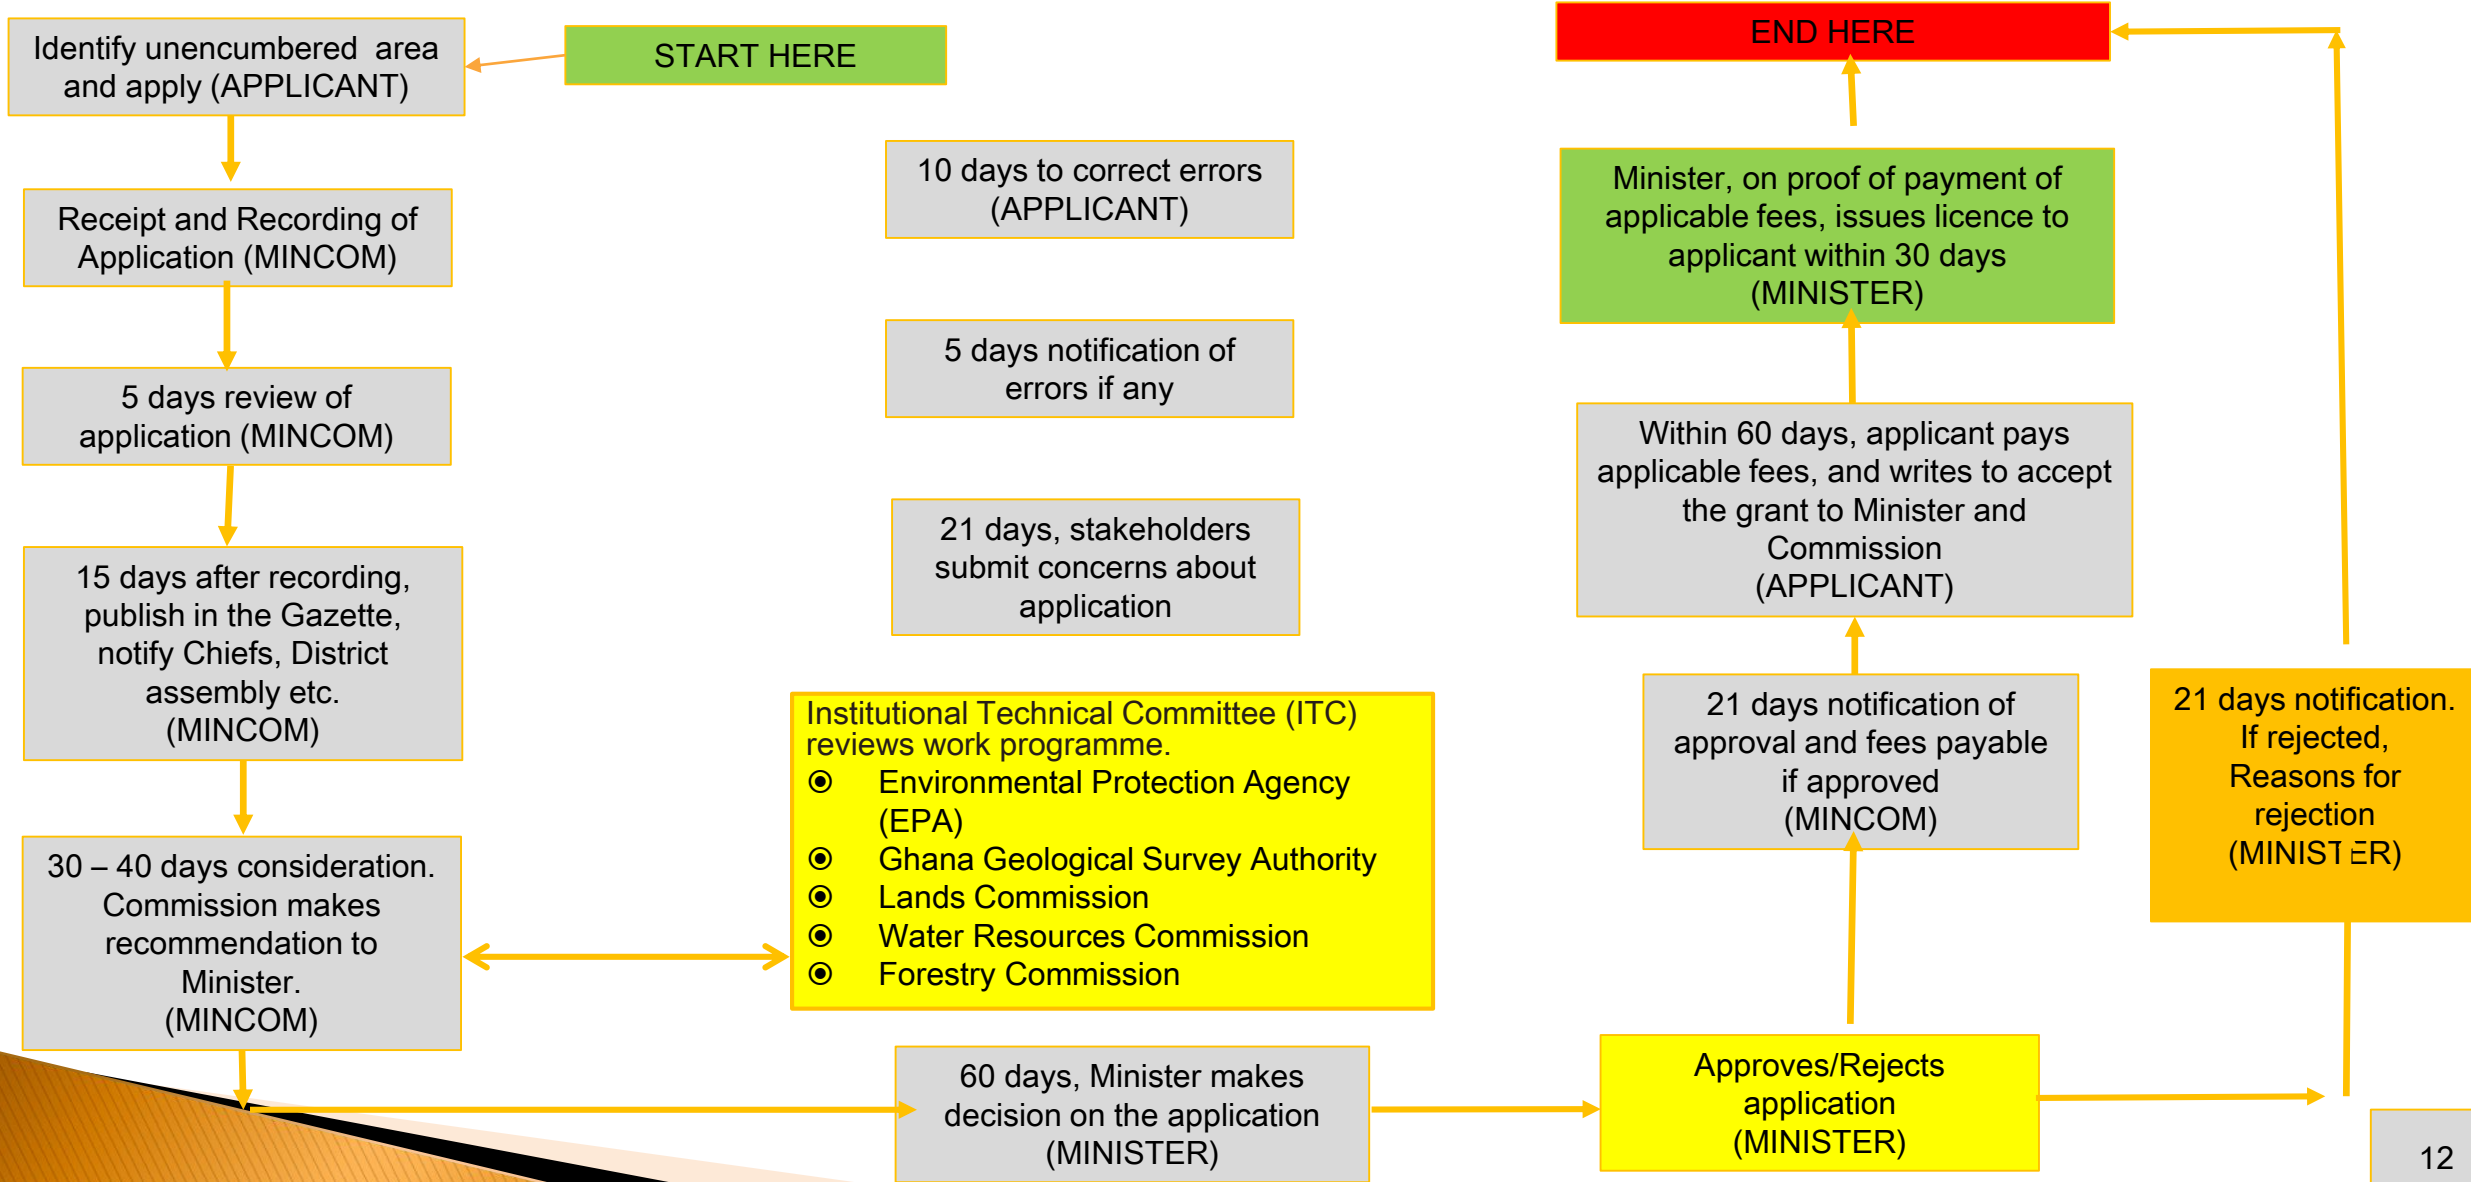 START HERE
Identify unencumbered area
and apply (APPLICANT)
Receipt and Recording of
Application (MINCOM)
5 days review of
application (MINCOM)
15 days after recording,
publish in the Gazette,
notify Chiefs, District
assembly etc.
(MINCOM)
30 – 40 days consideration.
Commission makes
recommendation to
Minister.
(MINCOM)
10 days to correct errors
(APPLICANT)
5 days notification of
errors if any
21 days, stakeholders
submit concerns about
application
Institutional Technical Committee (ITC)
reviews work programme.
Environmental Protection Agency
(EPA)
Ghana Geological Survey Authority
Lands Commission
Water Resources Commission
Forestry Commission
60 days, Minister makes
decision on the application
(MINISTER)
Approves/Rejects
application
(MINISTER)
21 days notification of
approval and fees payable
if approved
(MINCOM)
Within 60 days, applicant pays
applicable fees, and writes to accept
the grant to Minister and
Commission
(APPLICANT)
Minister, on proof of payment of
applicable fees, issues licence to
applicant within 30 days
(MINISTER)
END HERE
21 days notification.
If rejected,
Reasons for
rejection
(MINISTER)
12